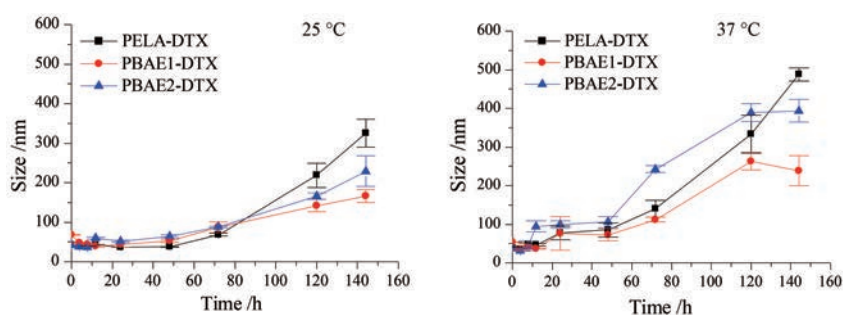 25 °C
PELA-DTX
PBAE1-DTX
PBAE2-DTX
Size /nm
600
500
400
300
200
100
0
0 20 40 60 80 100 120 140 160
Time /h
37 °C
PELA-DTX
PBAE1-DTX
PBAE2-DTX
Size /nm
600
500
400
300
200
100
0
0 20 40 60 80 100 120 140 160
Time /h